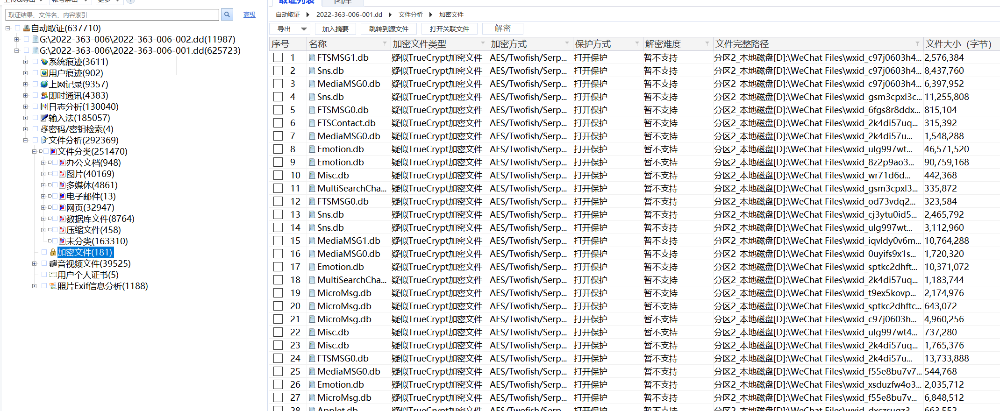 上传&导出 帐号解密 更多
取证结果、文件名、内容索引 高级
自动取证(637710)
G:\2022-363-006\2022-363-006-002.dd(11987)
G:\2022-363-006\2022-363-006-001.dd(625723)
系统痕迹(3611)
用户痕迹(902)
上网记录(9357)
即时通讯(4383)
日志分析(130040)
输入法(185057)
密码/密钥检索(4)
文件分析(292369)
文件分类(251470)
办公文档(948)
图片(40169)
多媒体(4861)
电子邮件(13)
网页(32947)
数据库文件(8764)
压缩文件(458)
未分类(163310)
加密文件(181)
音视频文件(39525)
用户个人证书(5)
照片Exif信息分析(1188)
取证列表 图库
自动取证 2022-363-006-001.dd 文件分析 加密文件
导出 加入摘要 跳转到源文件 打开关联文件 解密
序号 名称 加密文件类型 加密方式 保护方式 解密难度 文件完整路径 文件大小（字节）
1 FTSMSG1.db 疑似TrueCrypt加密文件 AES/Twofish/Serp... 打开保护 暂不支持 分区2_本地磁盘[D]:\WeChat Files\wxid_c97j0603h4... 2,576,384
2 Sns.db 疑似TrueCrypt加密文件 AES/Twofish/Serp... 打开保护 暂不支持 分区2_本地磁盘[D]:\WeChat Files\wxid_c97j0603h4... 8,437,760
3 MediaMSG0.db 疑似TrueCrypt加密文件 AES/Twofish/Serp... 打开保护 暂不支持 分区2_本地磁盘[D]:\WeChat Files\wxid_c97j0603h4... 6,397,952
4 Sns.db 疑似TrueCrypt加密文件 AES/Twofish/Serp... 打开保护 暂不支持 分区2_本地磁盘[D]:\WeChat Files\wxid_gsm3cpxl3c... 11,255,808
5 FTSMSG0.db 疑似TrueCrypt加密文件 AES/Twofish/Serp... 打开保护 暂不支持 分区2_本地磁盘[D]:\WeChat Files\wxid_6fgs8r8ddx... 815,104
6 FTSContact.db 疑似TrueCrypt加密文件 AES/Twofish/Serp... 打开保护 暂不支持 分区2_本地磁盘[D]:\WeChat Files\wxid_2k4di57uq... 315,392
7 MediaMSG0.db 疑似TrueCrypt加密文件 AES/Twofish/Serp... 打开保护 暂不支持 分区2_本地磁盘[D]:\WeChat Files\wxid_2k4di57u... 1,548,288
8 Emotion.db 疑似TrueCrypt加密文件 AES/Twofish/Serp... 打开保护 暂不支持 分区2_本地磁盘[D]:\WeChat Files\wxid_ulg997wt... 46,571,520
9 Emotion.db 疑似TrueCrypt加密文件 AES/Twofish/Serp... 打开保护 暂不支持 分区2_本地磁盘[D]:\WeChat Files\wxid_8z2p9ao3... 90,759,168
10 Misc.db 疑似TrueCrypt加密文件 AES/Twofish/Serp... 打开保护 暂不支持 分区2_本地磁盘[D]:\WeChat Files\wxid_wr71d6d... 442,368
11 MultiSearchCha... 疑似TrueCrypt加密文件 AES/Twofish/Serp... 打开保护 暂不支持 分区2_本地磁盘[D]:\WeChat Files\wxid_gsm3cpxl3... 335,872
12 FTSMSG0.db 疑似TrueCrypt加密文件 AES/Twofish/Serp... 打开保护 暂不支持 分区2_本地磁盘[D]:\WeChat Files\wxid_od73vdq2... 323,584
13 Sns.db 疑似TrueCrypt加密文件 AES/Twofish/Serp... 打开保护 暂不支持 分区2_本地磁盘[D]:\WeChat Files\wxid_cj3ytu0id5... 2,465,792
14 Sns.db 疑似TrueCrypt加密文件 AES/Twofish/Serp... 打开保护 暂不支持 分区2_本地磁盘[D]:\WeChat Files\wxid_ulg997wt... 3,112,960
15 MediaMSG1.db 疑似TrueCrypt加密文件 AES/Twofish/Serp... 打开保护 暂不支持 分区2_本地磁盘[D]:\WeChat Files\wxid_iqvldy0v6m... 10,764,288
16 MediaMSG0.db 疑似TrueCrypt加密文件 AES/Twofish/Serp... 打开保护 暂不支持 分区2_本地磁盘[D]:\WeChat Files\wxid_0uyifs9x1s... 1,720,320
17 Emotion.db 疑似TrueCrypt加密文件 AES/Twofish/Serp... 打开保护 暂不支持 分区2_本地磁盘[D]:\WeChat Files\wxid_sptkc2dhft... 10,371,072
18 MultiSearchCha... 疑似TrueCrypt加密文件 AES/Twofish/Serp... 打开保护 暂不支持 分区2_本地磁盘[D]:\WeChat Files\wxid_2k4di57uq... 1,183,744
19 MicroMsg.db 疑似TrueCrypt加密文件 AES/Twofish/Serp... 打开保护 暂不支持 分区2_本地磁盘[D]:\WeChat Files\wxid_t9ex5kovp... 2,174,976
20 MicroMsg.db 疑似TrueCrypt加密文件 AES/Twofish/Serp... 打开保护 暂不支持 分区2_本地磁盘[D]:\WeChat Files\wxid_sptkc2dhftc... 643,072
21 MicroMsg.db 疑似TrueCrypt加密文件 AES/Twofish/Serp... 打开保护 暂不支持 分区2_本地磁盘[D]:\WeChat Files\wxid_c97j0603h... 4,960,256
22 Misc.db 疑似TrueCrypt加密文件 AES/Twofish/Serp... 打开保护 暂不支持 分区2_本地磁盘[D]:\WeChat Files\wxid_ulg997wt4... 737,280
23 Misc.db 疑似TrueCrypt加密文件 AES/Twofish/Serp... 打开保护 暂不支持 分区2_本地磁盘[D]:\WeChat Files\wxid_2k4di57uq... 1,765,376
24 FTSMSG0.db 疑似TrueCrypt加密文件 AES/Twofish/Serp... 打开保护 暂不支持 分区2_本地磁盘[D]:\WeChat Files\wxid_2k4di57u... 13,733,888
25 MediaMSG0.db 疑似TrueCrypt加密文件 AES/Twofish/Serp... 打开保护 暂不支持 分区2_本地磁盘[D]:\WeChat Files\wxid_f55e8bu7v7... 544,768
26 Emotion.db 疑似TrueCrypt加密文件 AES/Twofish/Serp... 打开保护 暂不支持 分区2_本地磁盘[D]:\WeChat Files\wxid_xsduzfw4o3... 2,035,712
27 MicroMsg.db 疑似TrueCrypt加密文件 AES/Twofish/Serp... 打开保护 暂不支持 分区2_本地磁盘[D]:\WeChat Files\wxid_f55e8bu7v... 6,848,512
28 Applet.db 疑似TrueCrypt加密文件 AES/Twofish/Serp... 打开保护 暂不支持 分区2_本地磁盘[D]:\WeChat Files\ 663,552